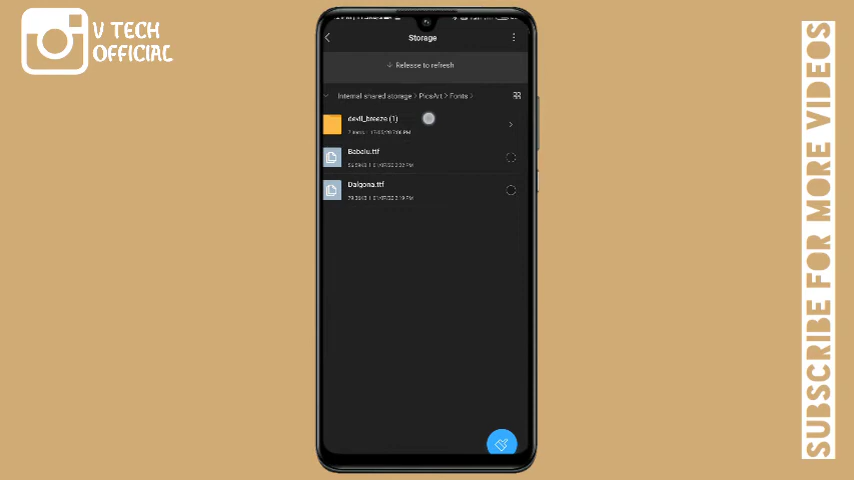 V TECH
OFFICIAL
Storage
Release to refresh
Internal shared storage > PicsArt > Fonts >
devil_breeze (1)
Babalu.ttf
Dalgona.ttf
SUBSCRIBE FOR MORE VIDEOS